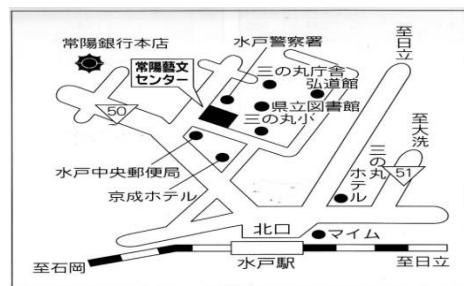 常陽銀行本店
水戸警察署
至日立
常陽藝文
センター
三の丸庁舎
弘道館
県立図書館
三の丸小
50
至大洗
水戸中央郵便局
京成ホテル
三の丸
ホテル
51
北口
マイム
水戸駅
至石岡
至日立